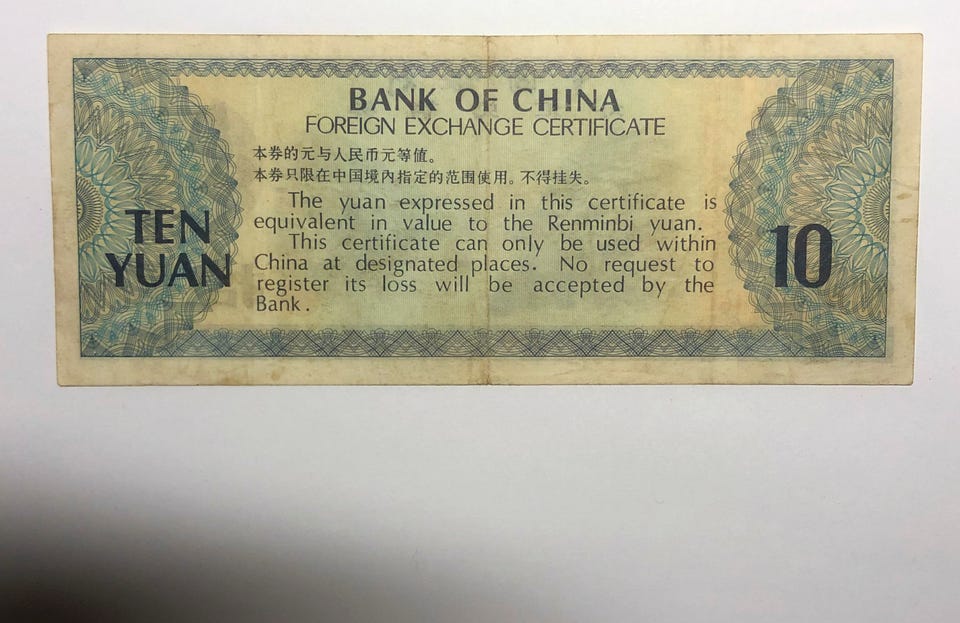 BANK OF CHINA
FOREIGN EXCHANGE CERTIFICATE
本券的元与人民币元等值。
本券只限在中国境内指定的范围使用。不得挂失。
The yuan expressed in this certificate is
equivalent in value to the Renminbi yuan.
This certificate can only be used within
China at designated places. No request to
register its loss will be accepted by the
Bank.
TEN
YUAN
10